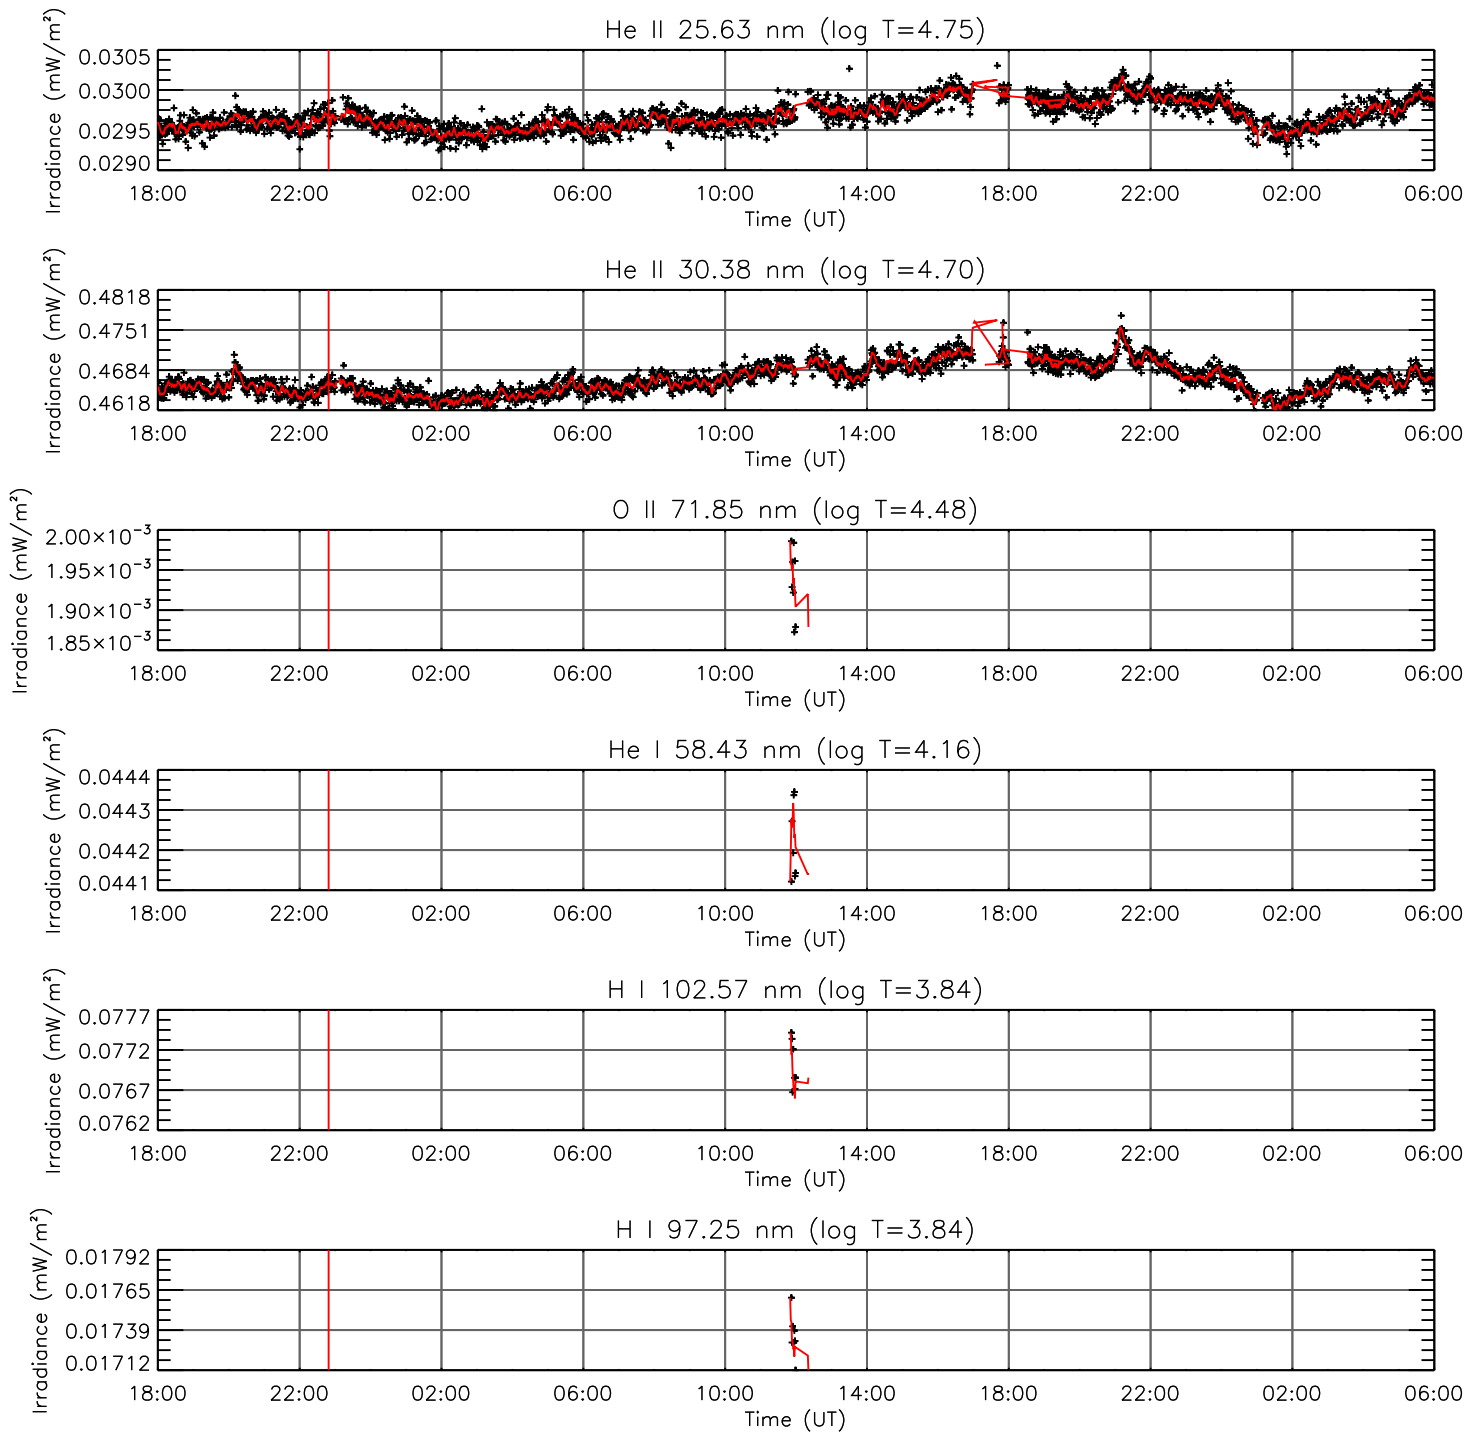 He II 25.63 nm (log T=4.75)
Irradiance (mW/m²)
0.0305
0.0300
0.0295
0.0290
18:00 22:00 02:00 06:00 10:00 14:00 18:00 22:00 02:00 06:00
Time (UT)
He II 30.38 nm (log T=4.70)
Irradiance (mW/m²)
0.4818
0.4751
0.4684
0.4618
18:00 22:00 02:00 06:00 10:00 14:00 18:00 22:00 02:00 06:00
Time (UT)
O II 71.85 nm (log T=4.48)
Irradiance (mW/m²)
2.00×10⁻³
1.95×10⁻³
1.90×10⁻³
1.85×10⁻³
18:00 22:00 02:00 06:00 10:00 14:00 18:00 22:00 02:00 06:00
Time (UT)
He I 58.43 nm (log T=4.16)
Irradiance (mW/m²)
0.0444
0.0443
0.0442
0.0441
18:00 22:00 02:00 06:00 10:00 14:00 18:00 22:00 02:00 06:00
Time (UT)
H I 102.57 nm (log T=3.84)
Irradiance (mW/m²)
0.0777
0.0772
0.0767
0.0762
18:00 22:00 02:00 06:00 10:00 14:00 18:00 22:00 02:00 06:00
Time (UT)
H I 97.25 nm (log T=3.84)
Irradiance (mW/m²)
0.01792
0.01765
0.01739
0.01712
18:00 22:00 02:00 06:00 10:00 14:00 18:00 22:00 02:00 06:00
Time (UT)